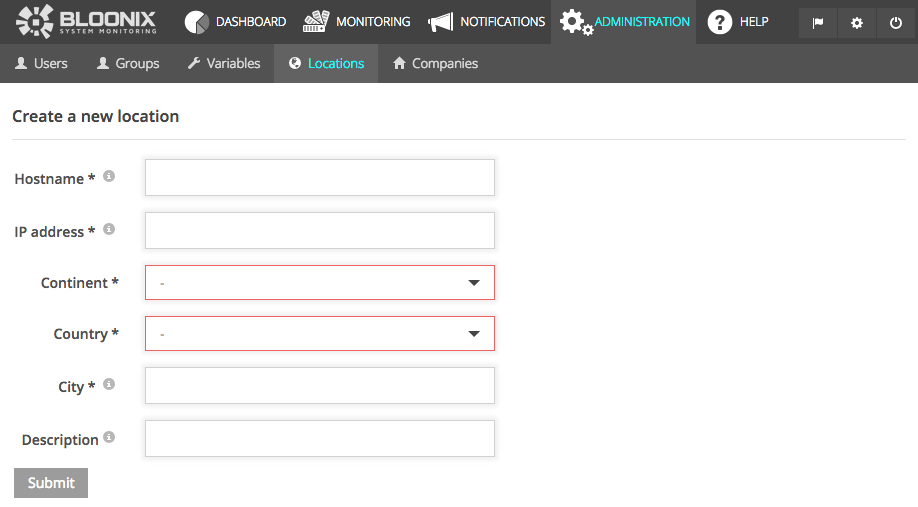 BLOONIX
SYSTEM MONITORING
DASHBOARD MONITORING NOTIFICATIONS ADMINISTRATION ? HELP
Users Groups Variables Locations Companies
Create a new location
Hostname * i
IP address * i
Continent * -
Country * -
City * i
Description i
Submit